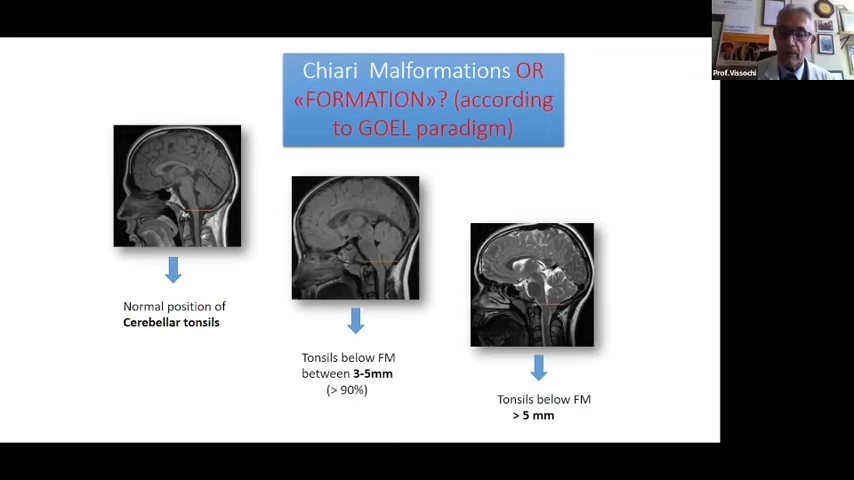 Chiari Malformations OR
«FORMATION»? (according
to GOEL paradigm)
Prof.Vissochi
Normal position of
Cerebellar tonsils
Tonsils below FM
between 3-5mm
(> 90%)
Tonsils below FM
> 5 mm